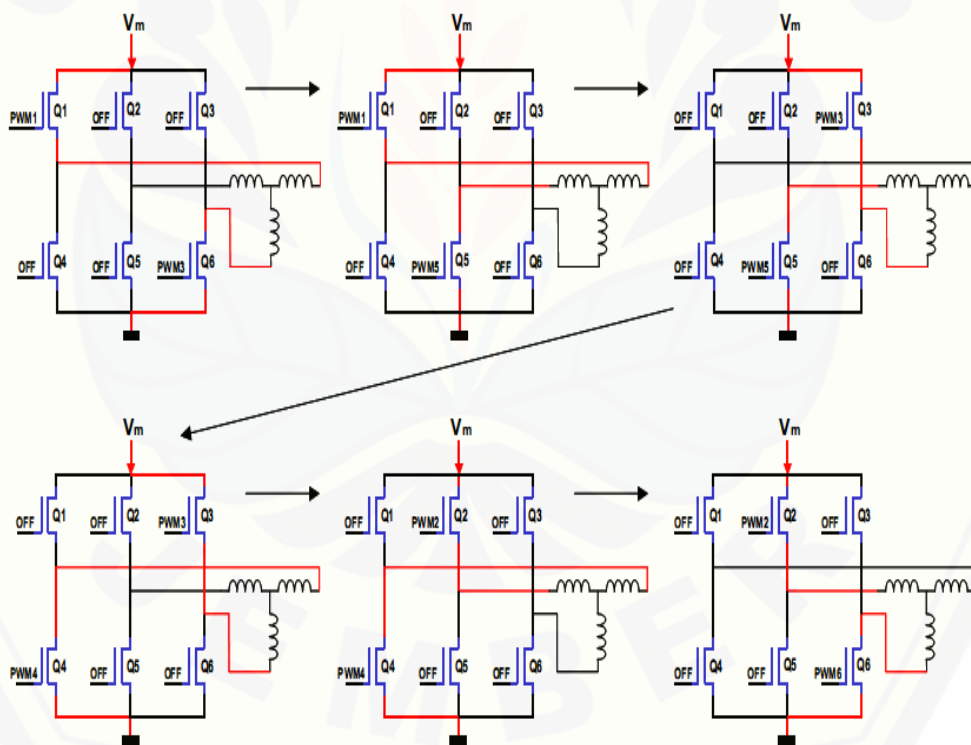 Vm Vm Vm
PWM1 Q1 OFF Q2 OFF Q3 PWM1 Q1 OFF Q2 OFF Q3 OFF Q1 OFF Q2 PWM3 Q3
OFF Q4 OFF Q5 PWM3 Q6 OFF Q4 PWM5 Q5 OFF Q6 OFF Q4 PWM5 Q5 OFF Q6
Vm Vm Vm
OFF Q1 OFF Q2 PWM3 Q3 OFF Q1 PWM2 Q2 OFF Q3 OFF Q1 PWM2 Q2 OFF Q3
PWM4 Q4 OFF Q5 OFF Q6 PWM4 Q4 OFF Q5 OFF Q6 OFF Q4 OFF Q5 PWM6 Q6
JEMBER